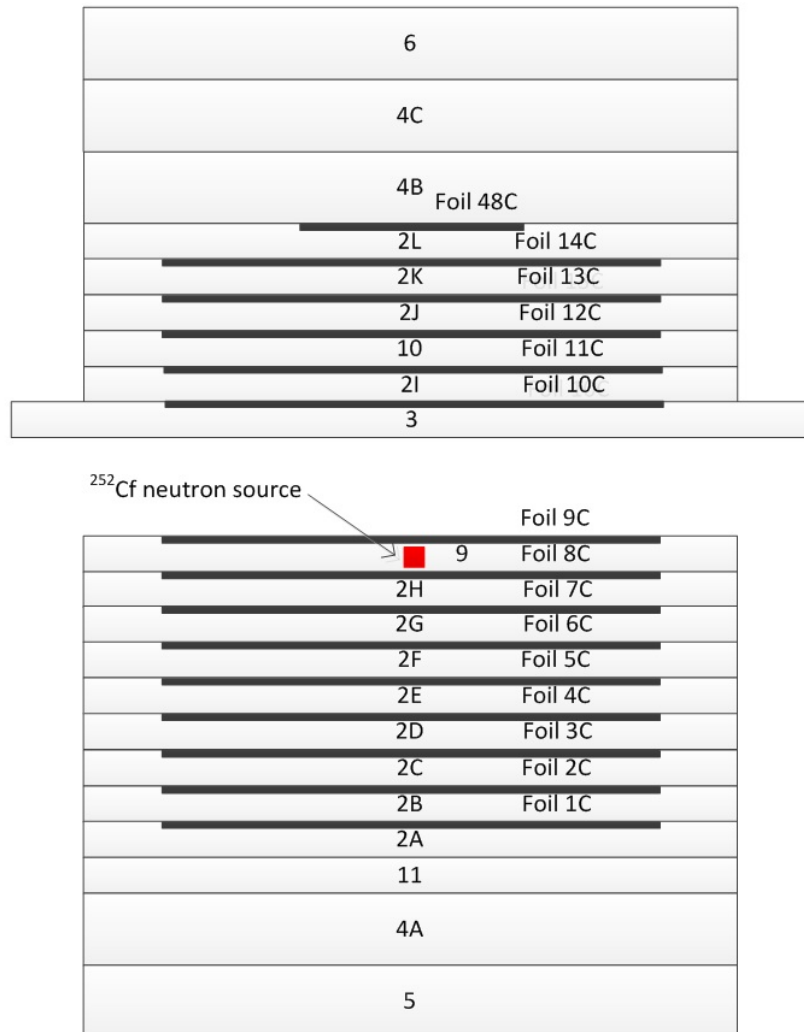 6
4C
4B
Foil 48C
2L Foil 14C
2K Foil 13C
2J Foil 12C
10 Foil 11C
2I Foil 10C
3
²⁵²Cf neutron source
Foil 9C
9 Foil 8C
2H Foil 7C
2G Foil 6C
2F Foil 5C
2E Foil 4C
2D Foil 3C
2C Foil 2C
2B Foil 1C
2A
11
4A
5